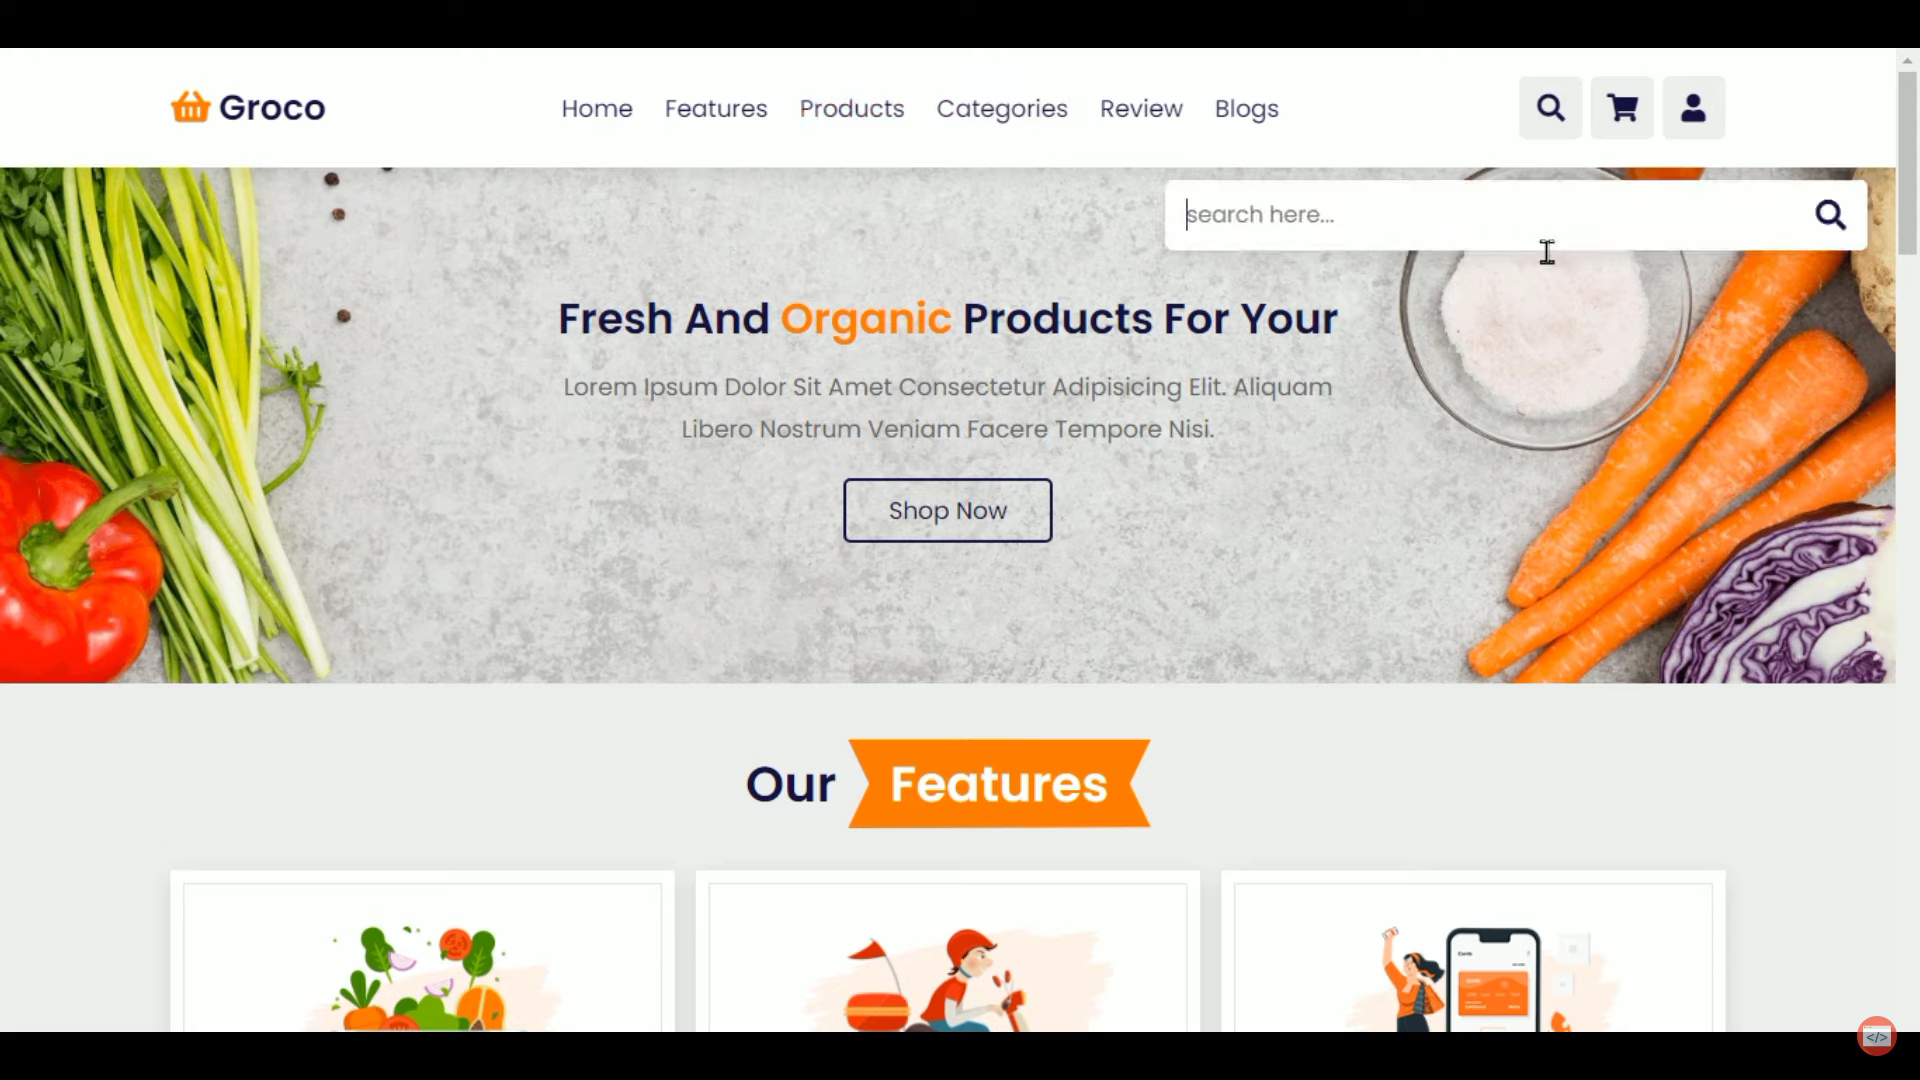 Groco
Home Features Products Categories Review Blogs
search here...
Fresh And Organic Products For Your
Lorem Ipsum Dolor Sit Amet Consectetur Adipisicing Elit. Aliquam
Libero Nostrum Veniam Facere Tempore Nisi.
Shop Now
Our Features